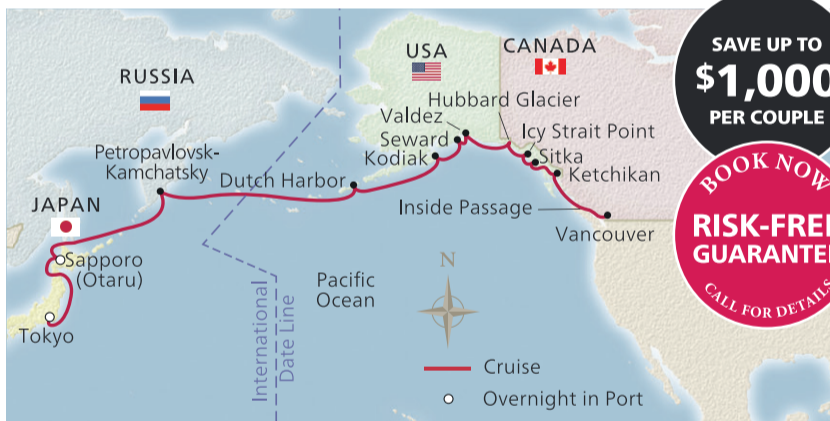 RUSSIA
USA
CANADA
Hubbard Glacier
Valdez
Seward
Kodiak
Icy Strait Point
Sitka
Ketchikan
Petropavlovsk-
Kamchatsky
Dutch Harbor
Inside Passage
Vancouver
JAPAN
Sapporo
(Otaru)
Tokyo
International
Date Line
Pacific
Ocean
N
Cruise
Overnight in Port
SAVE UP TO
$1,000
PER COUPLE
BOOK NOW
RISK-FREE
GUARANTEE
CALL FOR DETAILS